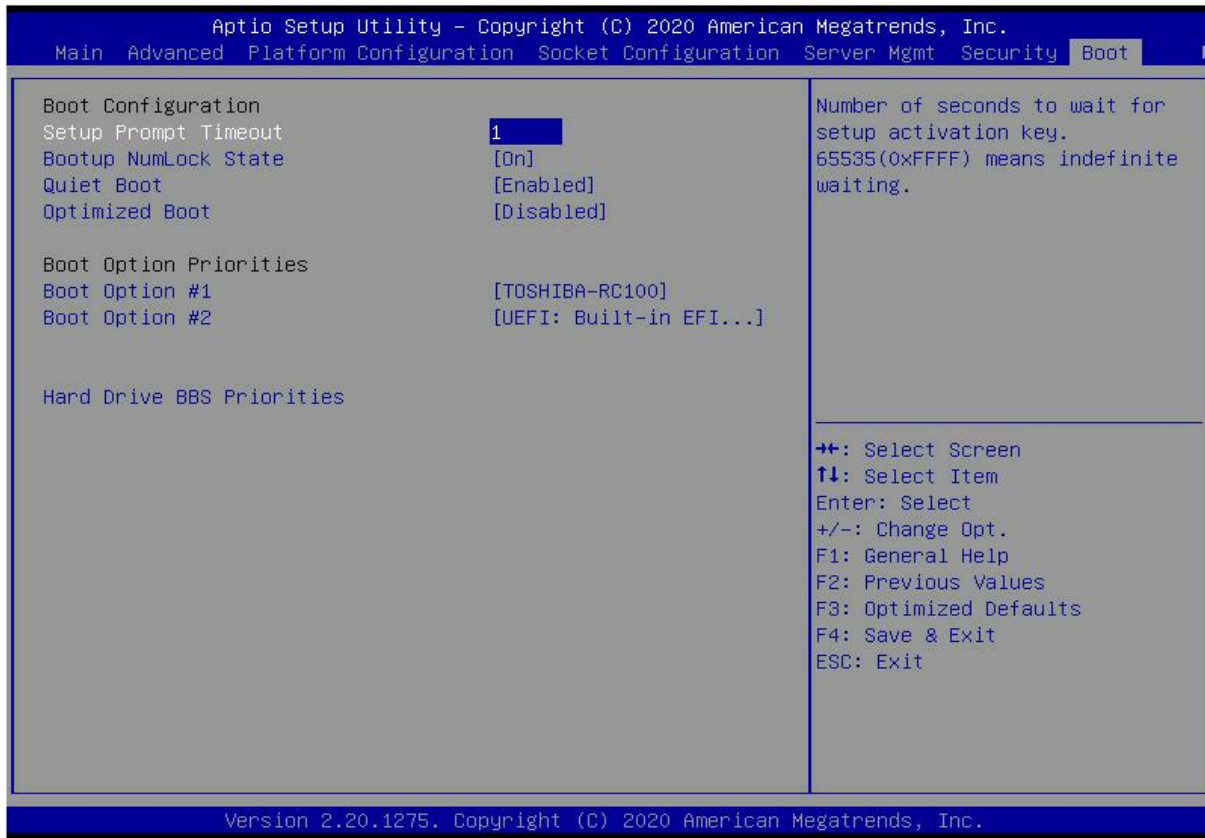 Aptio Setup Utility – Copyright (C) 2020 American Megatrends, Inc.
Main Advanced Platform Configuration Socket Configuration Server Mgmt Security Boot
Boot Configuration
Setup Prompt Timeout 1
Bootup NumLock State [On]
Quiet Boot [Enabled]
Optimized Boot [Disabled]
Boot Option Priorities
Boot Option #1 [TOSHIBA-RC100]
Boot Option #2 [UEFI: Built-in EFI...]
Hard Drive BBS Priorities
Number of seconds to wait for
setup activation key.
65535(0xFFFF) means indefinite
waiting.
→←: Select Screen
↑↓: Select Item
Enter: Select
+/-: Change Opt.
F1: General Help
F2: Previous Values
F3: Optimized Defaults
F4: Save & Exit
ESC: Exit
Version 2.20.1275. Copyright (C) 2020 American Megatrends, Inc.